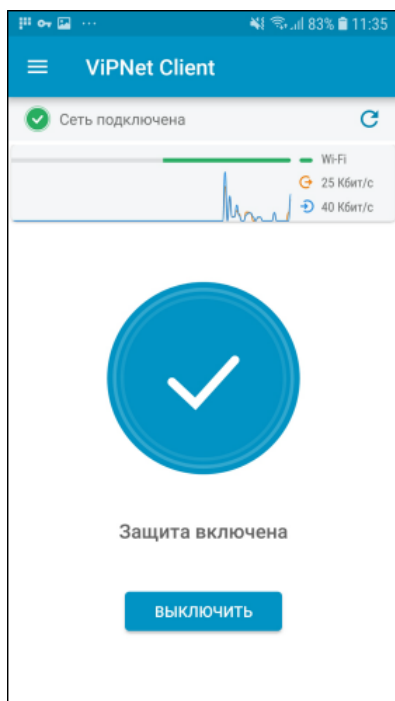 83% 11:35
ViPNet Client
Сеть подключена
Wi-Fi
25 Кбит/с
40 Кбит/с
Защита включена
ВЫКЛЮЧИТЬ